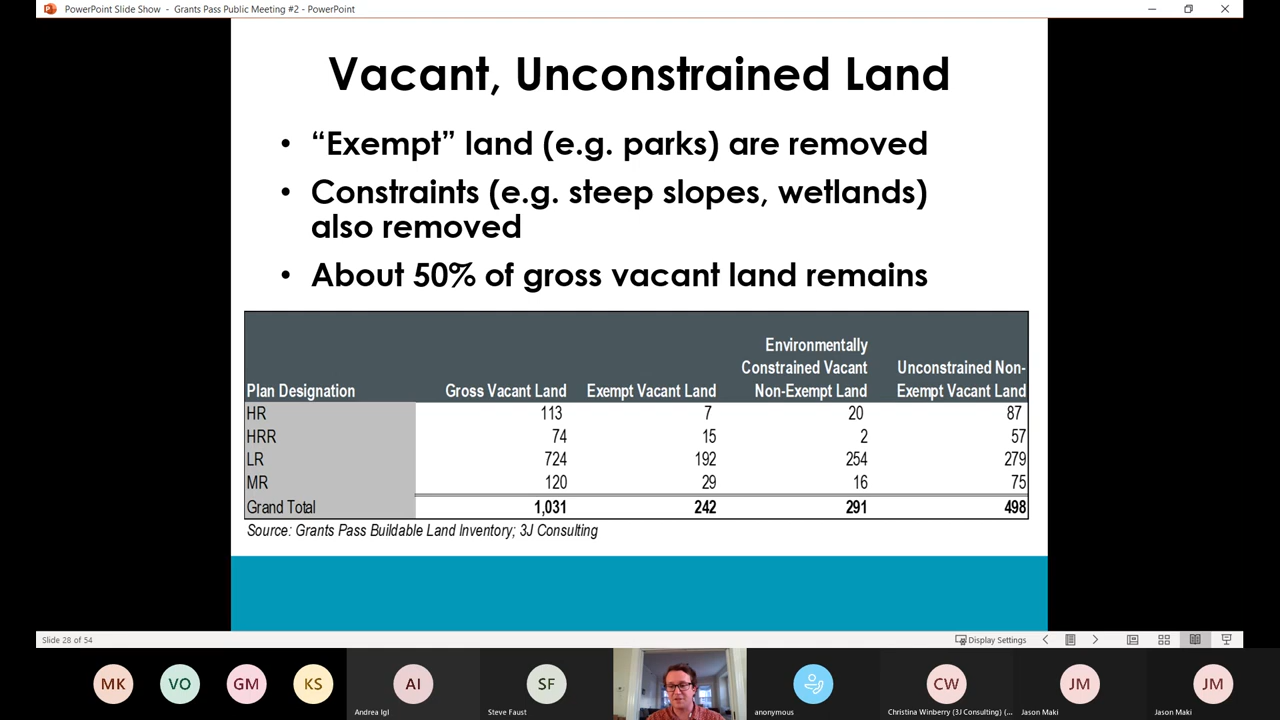 PowerPoint Slide Show - Grants Pass Public Meeting #2 - PowerPoint
Vacant, Unconstrained Land
• “Exempt” land (e.g. parks) are removed
• Constraints (e.g. steep slopes, wetlands)
also removed
• About 50% of gross vacant land remains
Environmentally
Constrained Vacant Unconstrained Non-
Plan Designation Gross Vacant Land Exempt Vacant Land Non-Exempt Land Exempt Vacant Land
HR 113 7 20 87
HRR 74 15 2 57
LR 724 192 254 279
MR 120 29 16 75
Grand Total 1,031 242 291 498
Source: Grants Pass Buildable Land Inventory; 3J Consulting
Slide 28 of 54 Display Settings
MK VO GM KS AI SF CW JM JM
Andrea Igl Steve Faust anonymous Christina Winberry (3J Consulting) (... Jason Maki Jason Maki